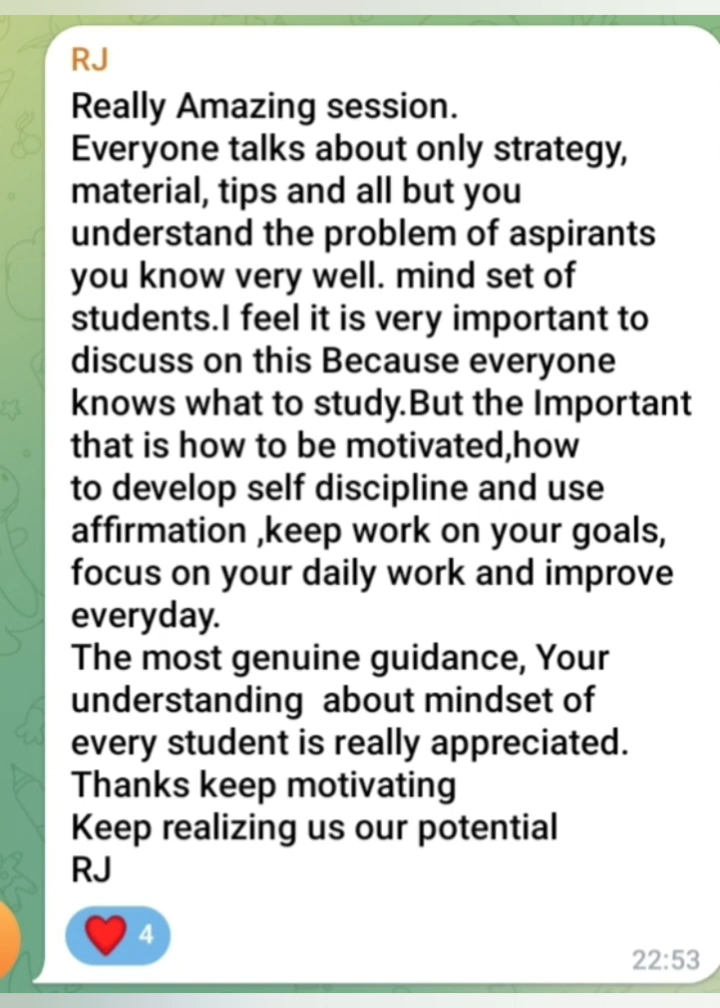 RJ
Really Amazing session.
Everyone talks about only strategy,
material, tips and all but you
understand the problem of aspirants
you know very well. mind set of
students.I feel it is very important to
discuss on this Because everyone
knows what to study.But the Important
that is how to be motivated,how
to develop self discipline and use
affirmation ,keep work on your goals,
focus on your daily work and improve
everyday.
The most genuine guidance, Your
understanding  about mindset of
every student is really appreciated.
Thanks keep motivating
Keep realizing us our potential
RJ
4
22:53